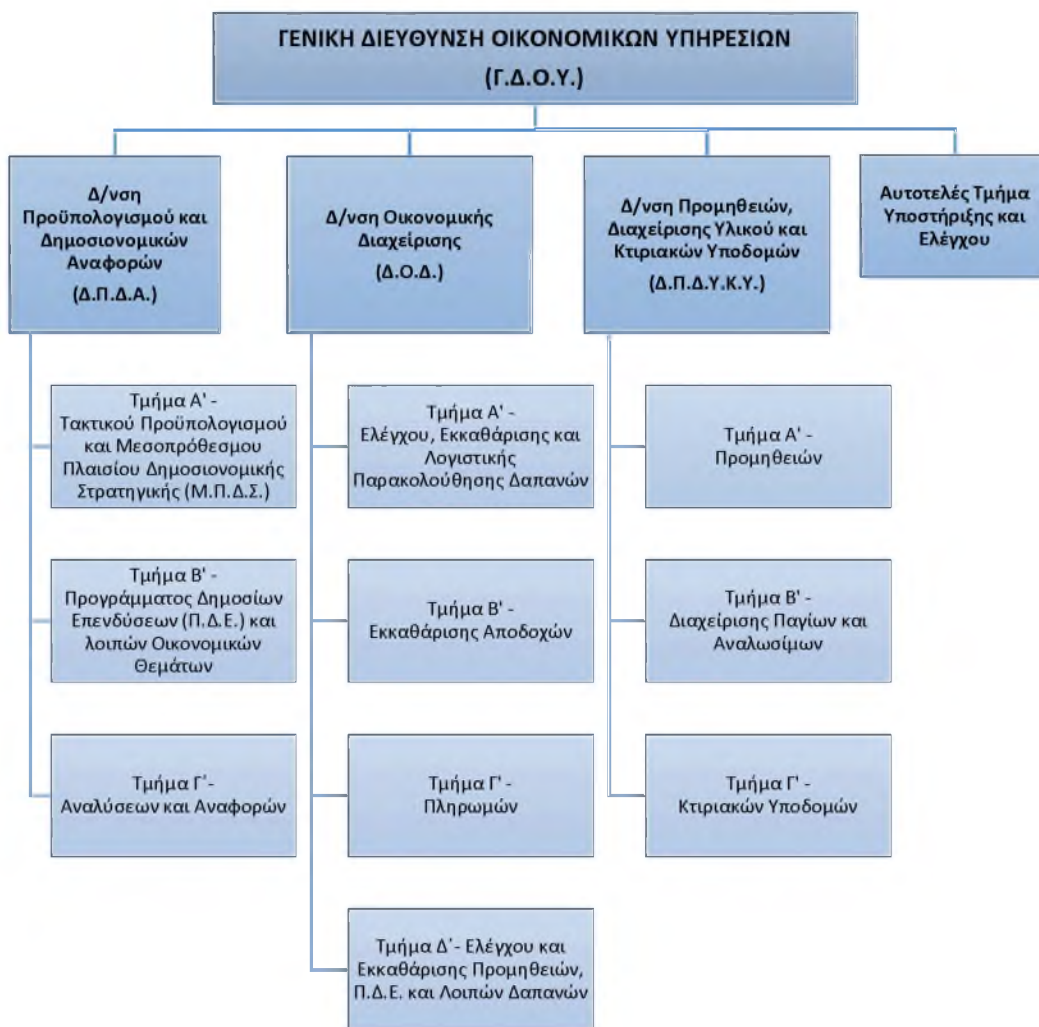 ΓΕΝΙΚΗ ΔΙΕΥΘΥΝΣΗ ΟΙΚΟΝΟΜΙΚΩΝ ΥΠΗΡΕΣΙΩΝ
(Γ.Δ.Ο.Υ.)
Δ/νση
Προϋπολογισμού και
Δημοσιονομικών
Αναφορών
(Δ.Π.Δ.Α.)
Δ/νση Οικονομικής
Διαχείρισης
(Δ.Ο.Δ.)
Δ/νση Προμηθειών,
Διαχείρισης Υλικού και
Κτιριακών Υποδομών
(Δ.Π.Δ.Υ.Κ.Υ.)
Αυτοτελές Τμήμα
Υποστήριξης και
Ελέγχου
Τμήμα Α' -
Τακτικού Προϋπολογισμού
και Μεσοπρόθεσμου
Πλαισίου Δημοσιονομικής
Στρατηγικής (Μ.Π.Δ.Σ.)
Τμήμα Β' -
Προγράμματος Δημοσίων
Επενδύσεων (Π.Δ.Ε.) και
λοιπών Οικονομικών
Θεμάτων
Τμήμα Γ΄-
Αναλύσεων και Αναφορών
Τμήμα Α' -
Ελέγχου, Εκκαθάρισης και
Λογιστικής
Παρακολούθησης Δαπανών
Τμήμα Β' -
Εκκαθάρισης Αποδοχών
Τμήμα Γ' -
Πληρωμών
Τμήμα Δ΄- Ελέγχου και
Εκκαθάρισης Προμηθειών,
Π.Δ.Ε. και Λοιπών Δαπανών
Τμήμα Α' -
Προμηθειών
Τμήμα Β' -
Διαχείρισης Παγίων και
Αναλωσίμων
Τμήμα Γ' -
Κτιριακών Υποδομών